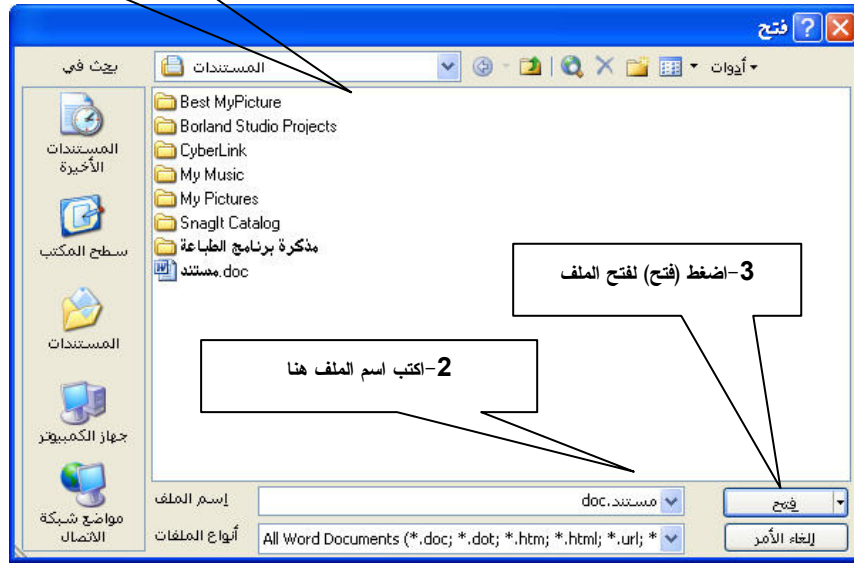 فتح
بحث في
المستندات
أدوات
Best MyPicture
Borland Studio Projects
CyberLink
My Music
My Pictures
SnagIt Catalog
مذكرة برنامج الطباعة
مستند.doc
المستندات
الأخيرة
سطح المكتب
المستندات
جهاز الكمبيوتر
مواضع شبكة
الاتصال
3-اضغط (فتح) لفتح الملف
2-اكتب اسم الملف هنا
إسم الملف
مستند.doc
فتح
أنواع الملفات
All Word Documents (*.doc; *.dot; *.htm; *.html; *.url; *
إلغاء الأمر